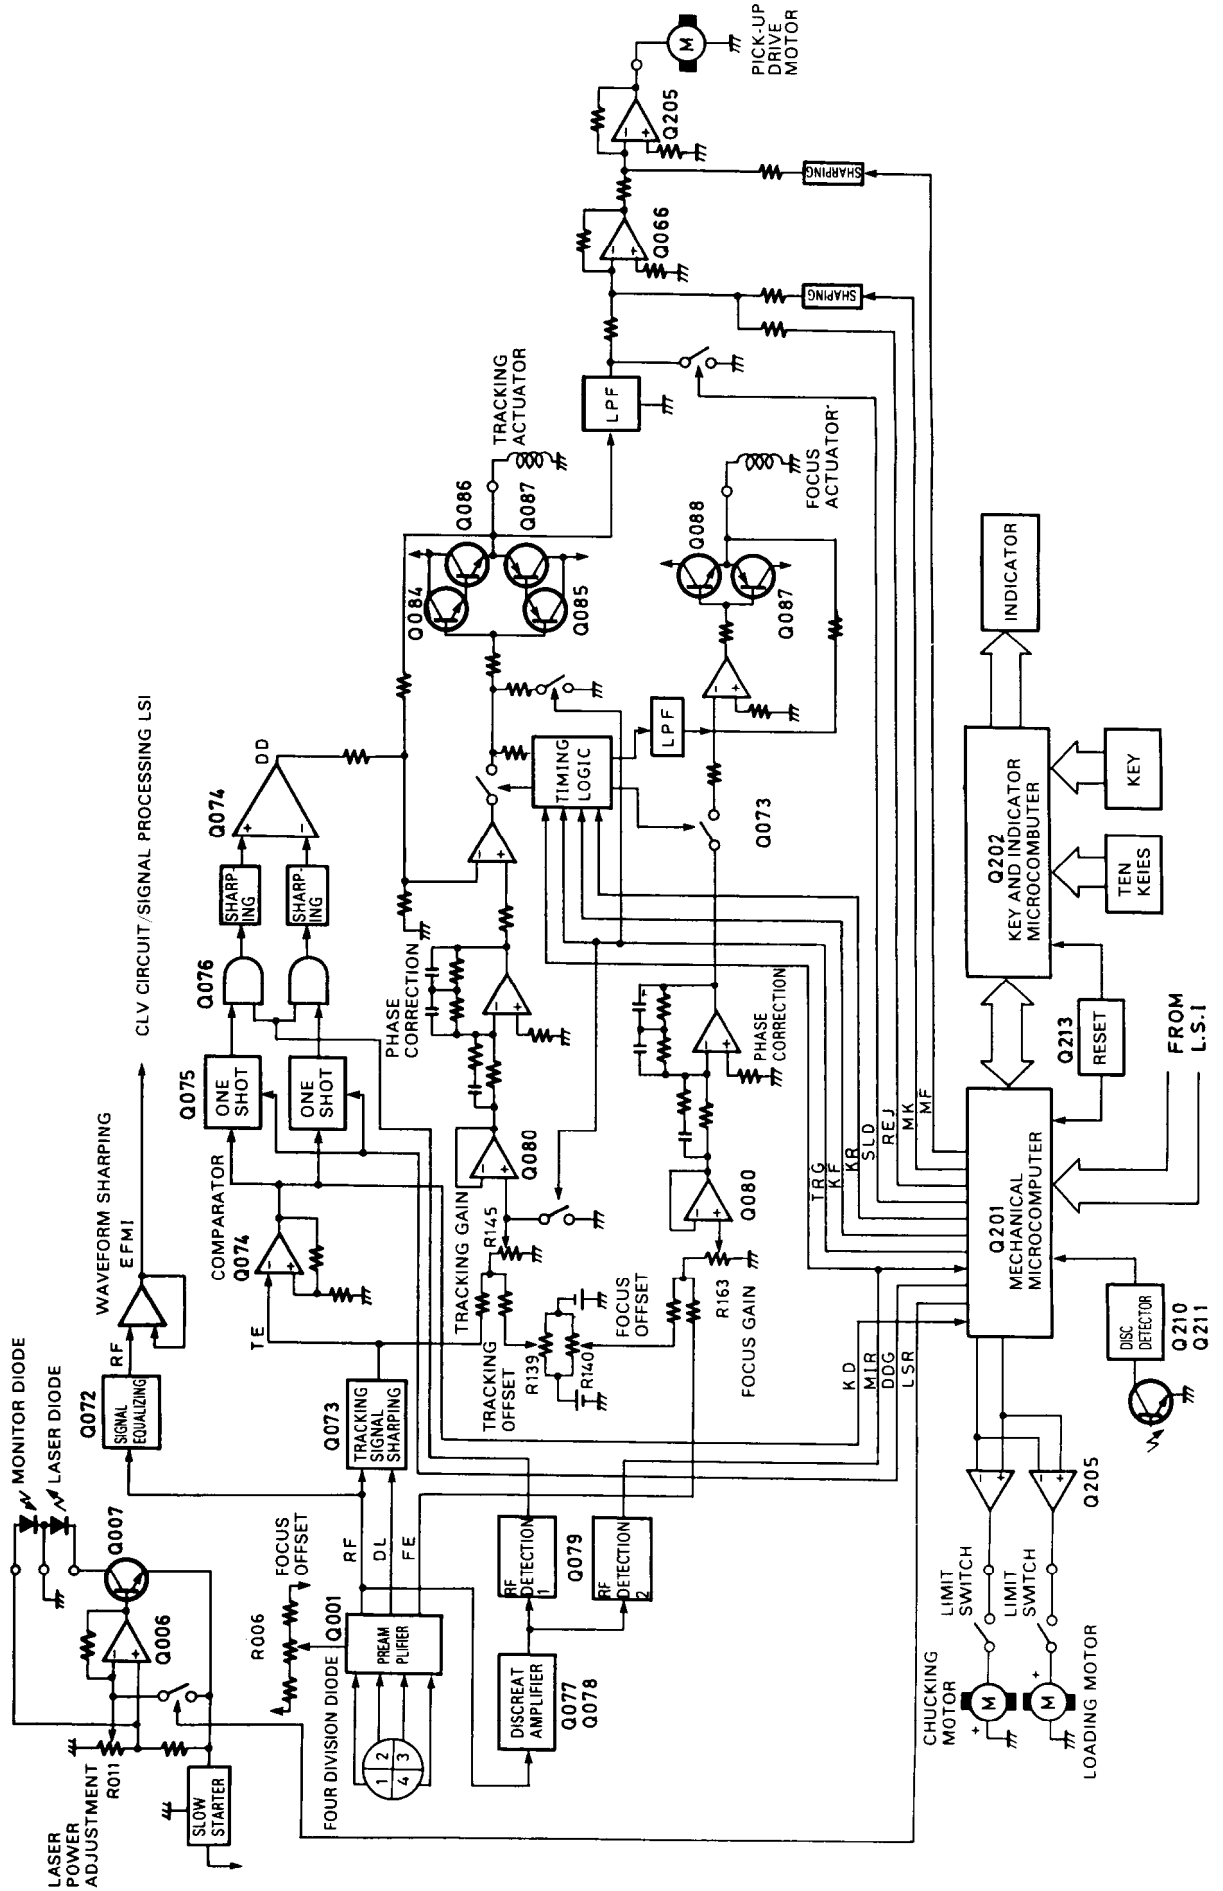 LASER
POWER
ADJUSTMENT
R011
SLOW
STARTER
MONITOR DIODE
LASER DIODE
Q007
Q006
FOCUS
OFFSET
R006
Q001
PREAM
PLIFIER
FOUR DIVISION DIODE
1
2
3
4
RF
DL
FE
Q072
SIGNAL
EQUALIZING
RF
WAVEFORM SHARPING
EFMI
CLV CIRCUIT/SIGNAL PROCESSING LSI
Q073
TRACKING
SIGNAL
SHARPING
TE
COMPARATOR
Q074
Q075
ONE
SHOT
ONE
SHOT
Q076
SHARP-
ING
SHARP-
ING
Q074
DD
TRACKING GAIN
R145
TRACKING
OFFSET
R139
R140
FOCUS
OFFSET
R163
FOCUS GAIN
Q080
PHASE
CORRECTION
Q080
PHASE
CORRECTION
TIMING
LOGIC
LPF
Q073
Q084
Q085
Q086
Q087
TRACKING
ACTUATOR
Q088
Q087
FOCUS
ACTUATOR
LPF
Q066
SHARPING
Q205
SHARPING
M
PICK-UP
DRIVE
MOTOR
DISCREAT
AMPLIFIER
Q077
Q078
RF
DETECTION
1
Q079
RF
DETECTION
2
KD
MIR
DOG
LSR
TRG
KF
KR
SLD
REJ
MK
MF
Q201
MECHANICAL
MICROCOMPUTER
Q202
KEY AND INDICATOR
MICROCOMBUTER
INDICATOR
TEN
KEIES
KEY
Q213
RESET
FROM
L.S.I
DISC
DETECTOR
Q210
Q211
Q205
LIMIT
SWITCH
LIMIT
SWITCH
CHUCKING
MOTOR
M
M
LOADING MOTOR